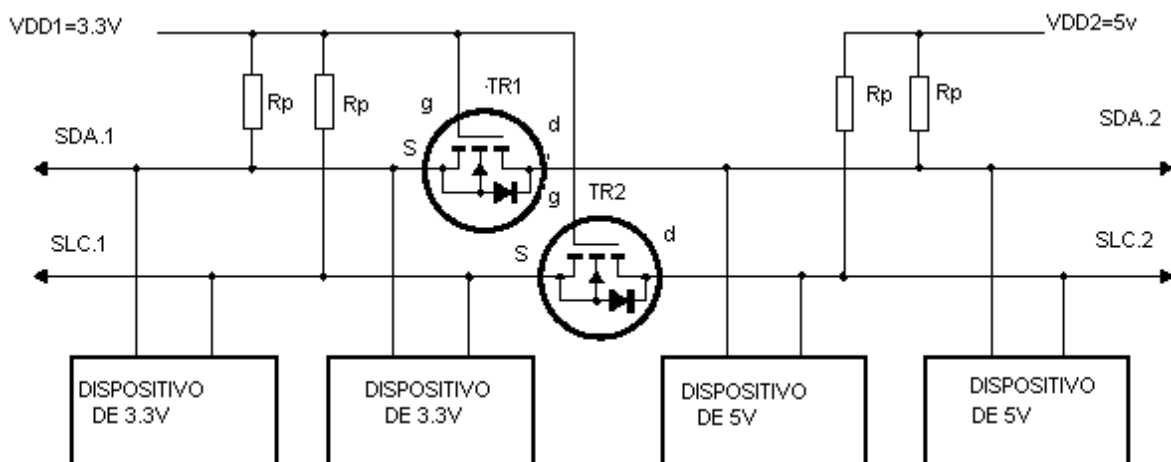 VDD1=3.3V
VDD2=5v
TR1
Rp
Rp
g
d
Rp
Rp
SDA.1
S
SDA.2
g
TR2
SLC.1
S
d
SLC.2
DISPOSITIVO
DE 3.3V
DISPOSITIVO
DE 3.3V
DISPOSITIVO
DE 5V
DISPOSITIVO
DE 5V